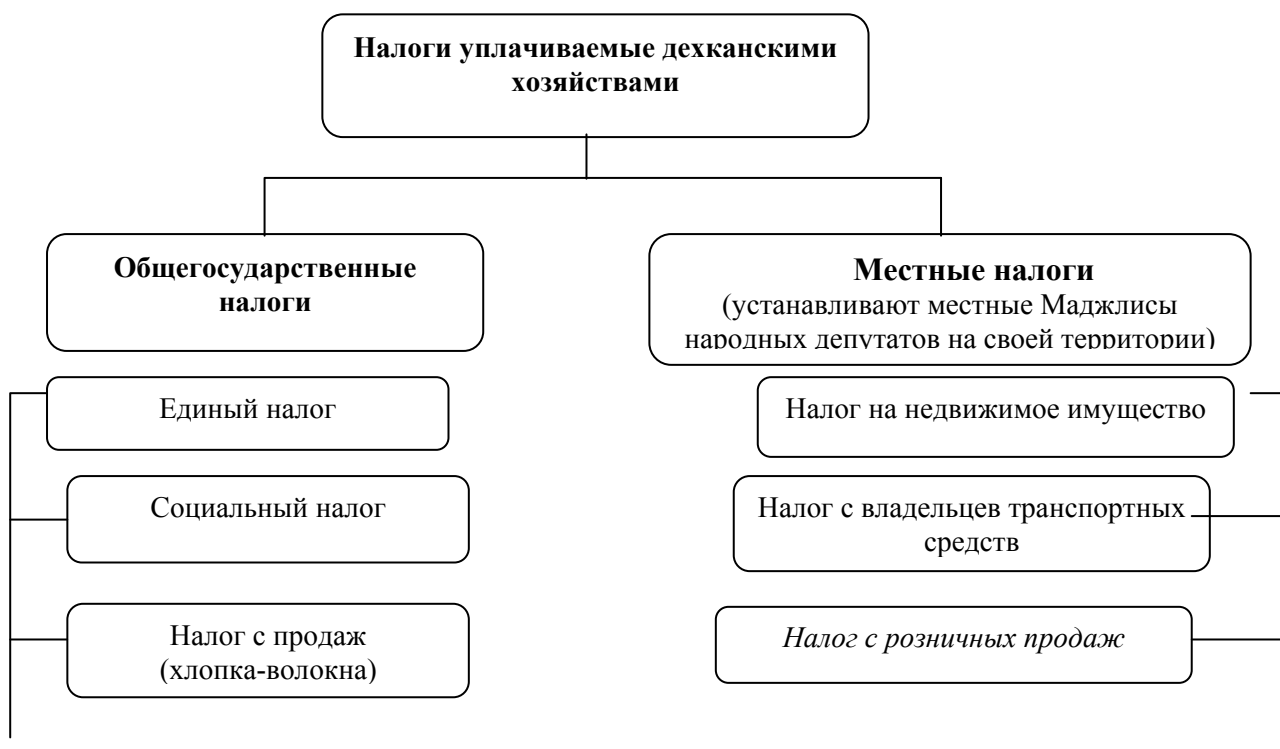 Налоги уплачиваемые дехканскими
хозяйствами
Общегосударственные
налоги
Местные налоги
(устанавливают местные Маджлисы
народных депутатов на своей территории)
Единый налог
Налог на недвижимое имущество
Социальный налог
Налог с владельцев транспортных
средств
Налог с продаж
(хлопка-волокна)
Налог с розничных продаж